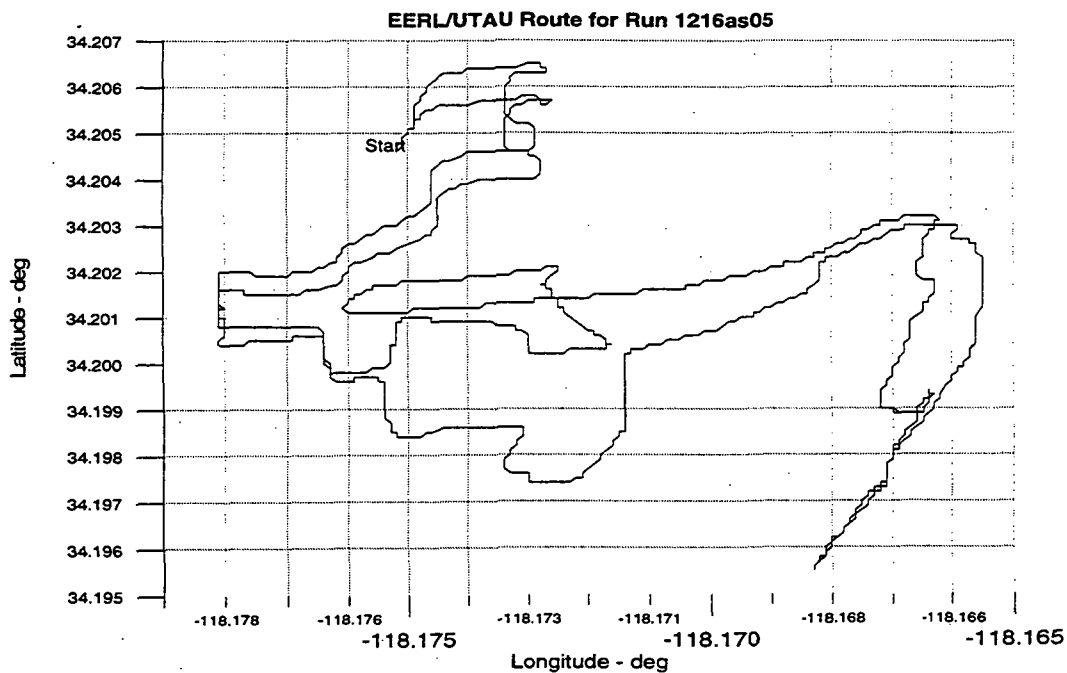 EERL/UTAU Route for Run 1216as05
34.207
34.206
34.205
34.204
34.203
34.202
34.201
34.200
34.199
34.198
34.197
34.196
34.195
Latitude - deg
Start
-118.178 -118.176 -118.173 -118.171 -118.168 -118.166
-118.175 -118.170 -118.165
Longitude - deg